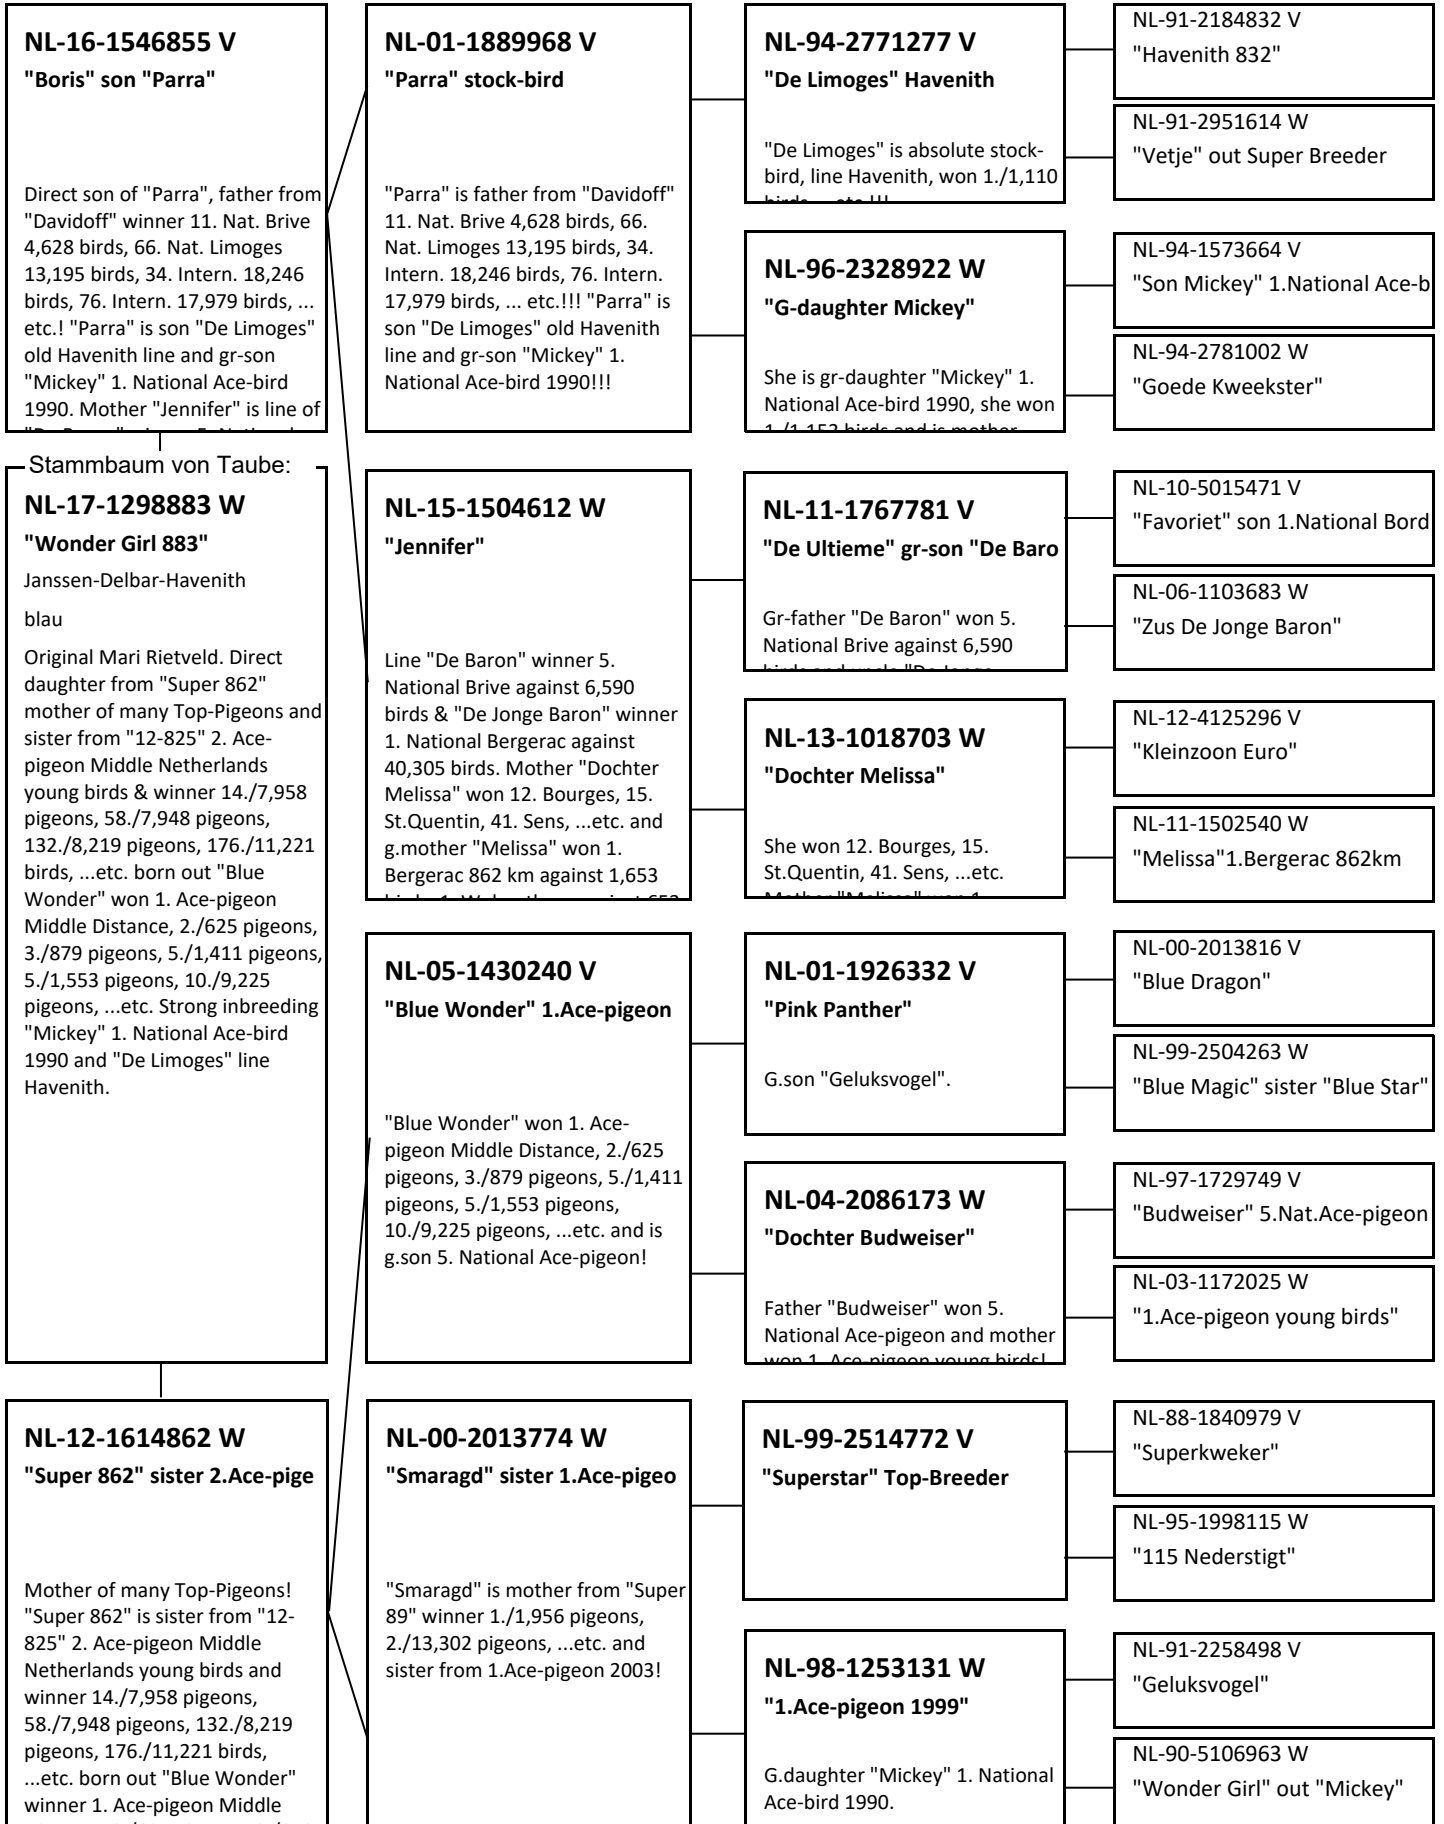 NL-16-1546855 V
"Boris" son "Parra"
Direct son of "Parra", father from
"Davidoff" winner 11. Nat. Brive
4,628 birds, 66. Nat. Limoges
13,195 birds, 34. Intern. 18,246
birds, 76. Intern. 17,979 birds, ...
etc.! "Parra" is son "De Limoges"
old Havenith line and gr-son
"Mickey" 1. National Ace-bird
1990. Mother "Jennifer" is line of
Stammbaum von Taube:
NL-17-1298883 W
"Wonder Girl 883"
Janssen-Delbar-Havenith
blau
Original Mari Rietveld. Direct
daughter from "Super 862"
mother of many Top-Pigeons and
sister from "12-825" 2. Ace-
pigeon Middle Netherlands
young birds & winner 14./7,958
pigeons, 58./7,948 pigeons,
132./8,219 pigeons, 176./11,221
birds, ...etc. born out "Blue
Wonder" won 1. Ace-pigeon
Middle Distance, 2./625 pigeons,
3./879 pigeons, 5./1,411 pigeons,
5./1,553 pigeons, 10./9,225
pigeons, ...etc. Strong inbreeding
"Mickey" 1. National Ace-bird
1990 and "De Limoges" line
Havenith.
NL-12-1614862 W
"Super 862" sister 2.Ace-pige
Mother of many Top-Pigeons!
"Super 862" is sister from "12-
825" 2. Ace-pigeon Middle
Netherlands young birds and
winner 14./7,958 pigeons,
58./7,948 pigeons, 132./8,219
pigeons, 176./11,221 birds,
...etc. born out "Blue Wonder"
winner 1. Ace-pigeon Middle
NL-01-1889968 V
"Parra" stock-bird
"Parra" is father from "Davidoff"
11. Nat. Brive 4,628 birds, 66.
Nat. Limoges 13,195 birds, 34.
Intern. 18,246 birds, 76. Intern.
17,979 birds, ... etc.!!! "Parra" is
son "De Limoges" old Havenith
line and gr-son "Mickey" 1.
National Ace-bird 1990!!!
NL-15-1504612 W
"Jennifer"
Line "De Baron" winner 5.
National Brive against 6,590
birds & "De Jonge Baron" winner
1. National Bergerac against
40,305 birds. Mother "Dochter
Melissa" won 12. Bourges, 15.
St.Quentin, 41. Sens, ...etc. and
g.mother "Melissa" won 1.
Bergerac 862 km against 1,653
NL-05-1430240 V
"Blue Wonder" 1.Ace-pigeon
"Blue Wonder" won 1. Ace-
pigeon Middle Distance, 2./625
pigeons, 3./879 pigeons, 5./1,411
pigeons, 5./1,553 pigeons,
10./9,225 pigeons, ...etc. and is
g.son 5. National Ace-pigeon!
NL-00-2013774 W
"Smaragd" sister 1.Ace-pigeo
"Smaragd" is mother from "Super
89" winner 1./1,956 pigeons,
2./13,302 pigeons, ...etc. and
sister from 1.Ace-pigeon 2003!
NL-94-2771277 V
"De Limoges" Havenith
"De Limoges" is absolute stock-
bird, line Havenith, won 1./1,110
NL-96-2328922 W
"G-daughter Mickey"
She is gr-daughter "Mickey" 1.
National Ace-bird 1990, she won
1./1,153 birds and is mother
NL-11-1767781 V
"De Ultieme" gr-son "De Baro
Gr-father "De Baron" won 5.
National Brive against 6,590
NL-13-1018703 W
"Dochter Melissa"
She won 12. Bourges, 15.
St.Quentin, 41. Sens, ...etc.
Mother "Melissa" won 1.
NL-01-1926332 V
"Pink Panther"
G.son "Geluksvogel".
NL-04-2086173 W
"Dochter Budweiser"
Father "Budweiser" won 5.
National Ace-pigeon and mother
won 1. Ace-pigeon young birds!
NL-99-2514772 V
"Superstar" Top-Breeder
NL-98-1253131 W
"1.Ace-pigeon 1999"
G.daughter "Mickey" 1. National
Ace-bird 1990.
NL-91-2184832 V
"Havenith 832"
NL-91-2951614 W
"Vetje" out Super Breeder
NL-94-1573664 V
"Son Mickey" 1.National Ace-b
NL-94-2781002 W
"Goede Kweekster"
NL-10-5015471 V
"Favoriet" son 1.National Bord
NL-06-1103683 W
"Zus De Jonge Baron"
NL-12-4125296 V
"Kleinzoon Euro"
NL-11-1502540 W
"Melissa"1.Bergerac 862km
NL-00-2013816 V
"Blue Dragon"
NL-99-2504263 W
"Blue Magic" sister "Blue Star"
NL-97-1729749 V
"Budweiser" 5.Nat.Ace-pigeon
NL-03-1172025 W
"1.Ace-pigeon young birds"
NL-88-1840979 V
"Superkweker"
NL-95-1998115 W
"115 Nederstigt"
NL-91-2258498 V
"Geluksvogel"
NL-90-5106963 W
"Wonder Girl" out "Mickey"